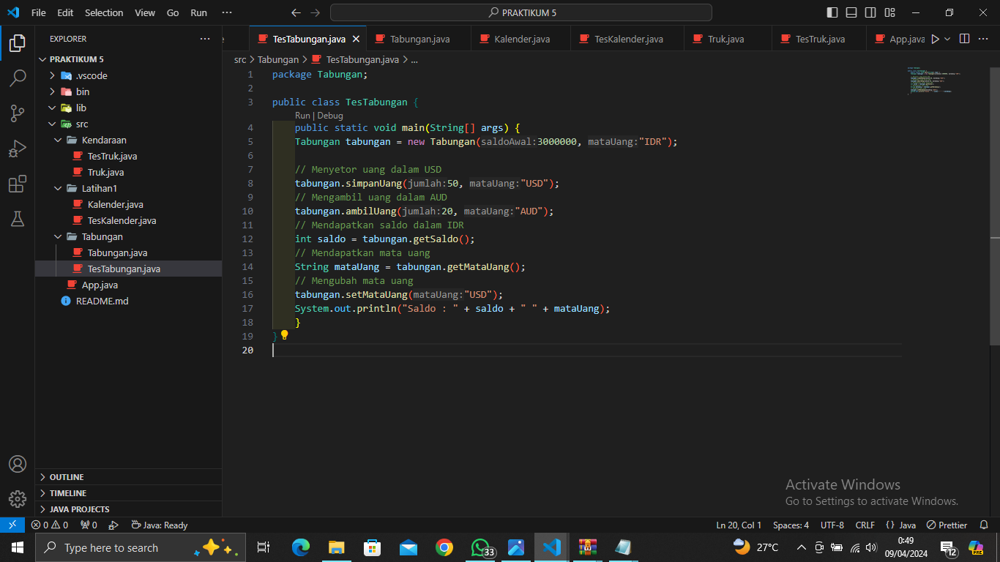 File Edit Selection View Go Run ··· PRAKTIKUM 5
EXPLORER ···
PRAKTIKUM 5
.vscode
bin
lib
src
Kendaraan
TesTruk.java
Truk.java
Latihan1
Kalender.java
TesKalender.java
Tabungan
Tabungan.java
TesTabungan.java
App.java
README.md
OUTLINE
TIMELINE
JAVA PROJECTS
TesTabungan.java Tabungan.java Kalender.java TesKalender.java Truk.java TesTruk.java App.java ···
src > Tabungan > TesTabungan.java > ...
1 package Tabungan;
2
3 public class TesTabungan {
Run | Debug
4 public static void main(String[] args) {
5 Tabungan tabungan = new Tabungan(saldoAwal:3000000, mataUang:"IDR");
6
7 // Menyetor uang dalam USD
8 tabungan.simpanUang(jumlah:50, mataUang:"USD");
9 // Mengambil uang dalam AUD
10 tabungan.ambilUang(jumlah:20, mataUang:"AUD");
11 // Mendapatkan saldo dalam IDR
12 int saldo = tabungan.getSaldo();
13 // Mendapatkan mata uang
14 String mataUang = tabungan.getMataUang();
15 // Mengubah mata uang
16 tabungan.setMataUang(mataUang:"USD");
17 System.out.println("Saldo : " + saldo + " " + mataUang);
18 }
19 }
20
Activate Windows
Go to Settings to activate Windows.
0 0 0 Java: Ready Ln 20, Col 1 Spaces: 4 UTF-8 CRLF {} Java Prettier
Type here to search 33 27°C 0:49 12 PRE
09/04/2024